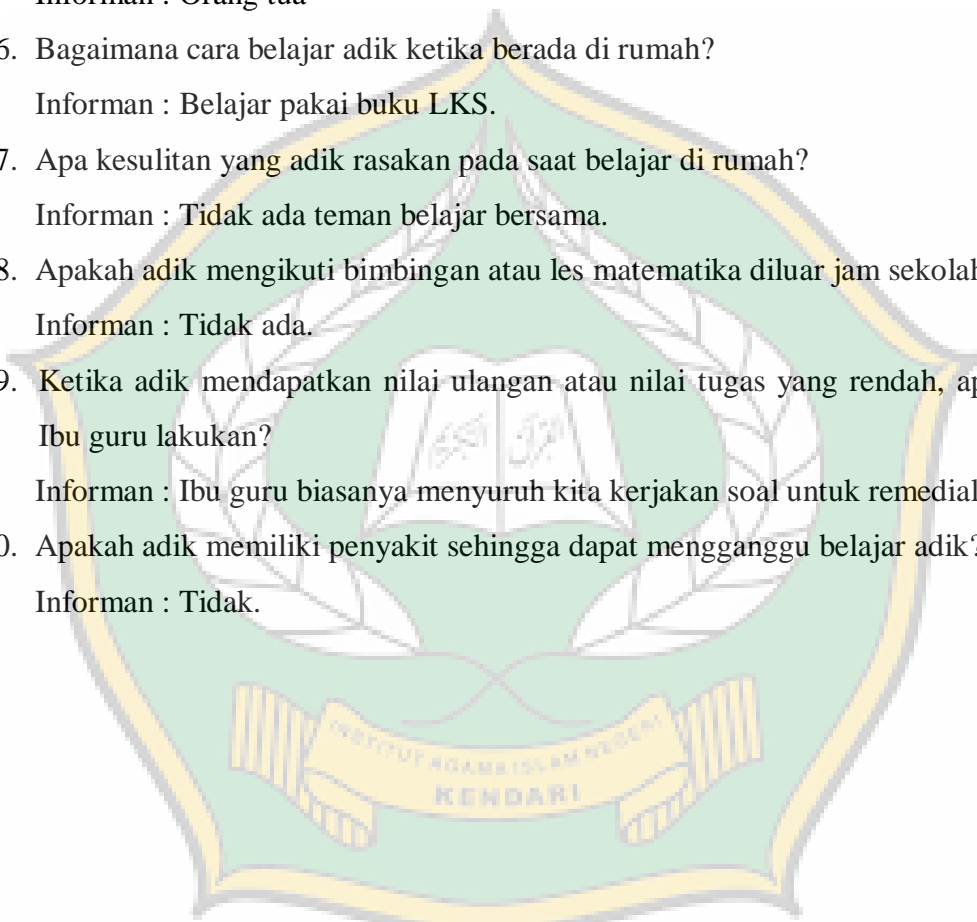 Informan : Orang tua
6. Bagaimana cara belajar adik ketika berada di rumah?
Informan : Belajar pakai buku LKS.
7. Apa kesulitan yang adik rasakan pada saat belajar di rumah?
Informan : Tidak ada teman belajar bersama.
8. Apakah adik mengikuti bimbingan atau les matematika diluar jam sekolah
Informan : Tidak ada.
9. Ketika adik mendapatkan nilai ulangan atau nilai tugas yang rendah,
Ibu guru lakukan?
Informan : Ibu guru biasanya menyuruh kita kerjakan soal untuk remedial
0. Apakah adik memiliki penyakit sehingga dapat mengganggu belajar adik?
Informan : Tidak.
INSTITUT AGAMA ISLAM NEGERI
KENDARI